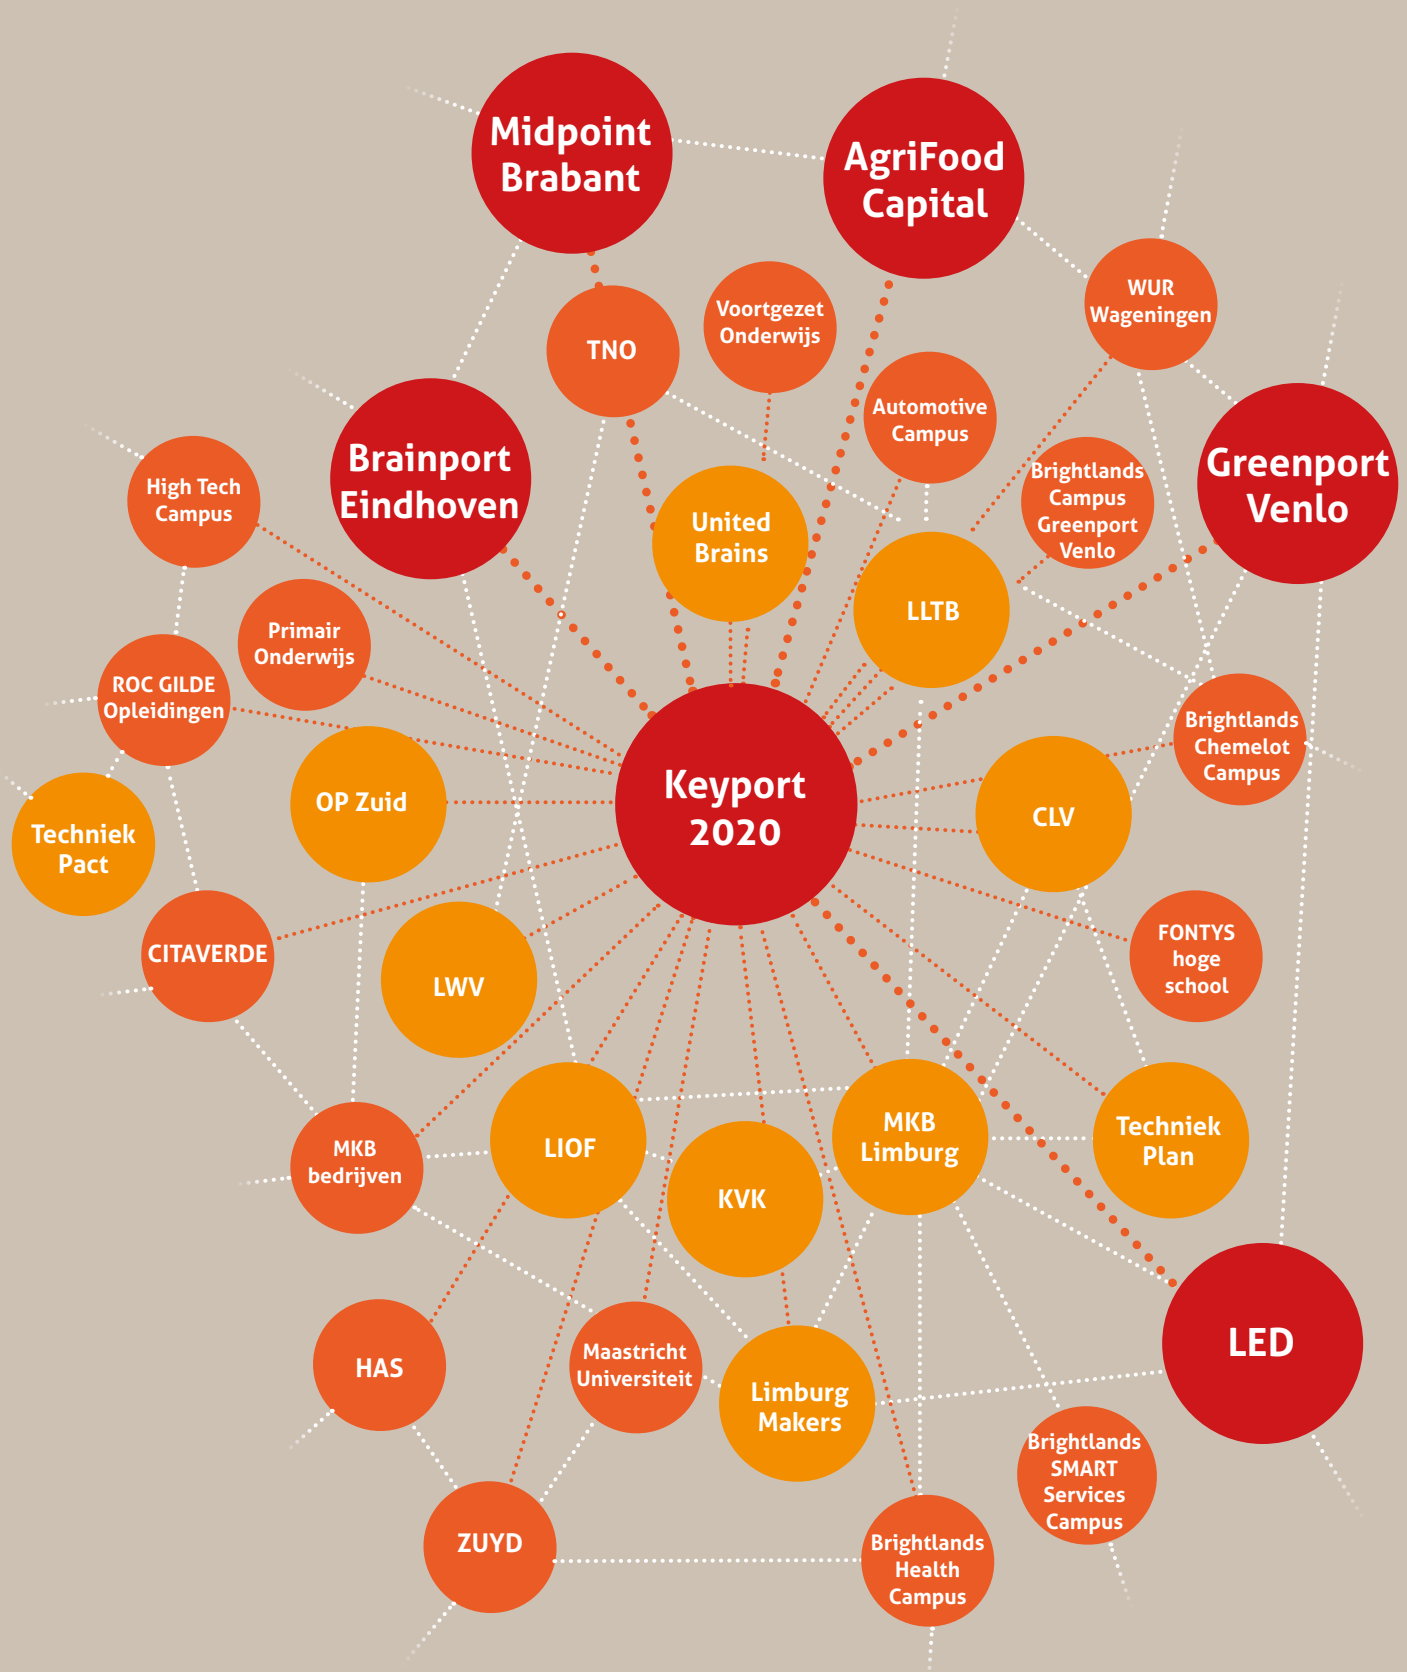 Midpoint
Brabant
AgriFood
Capital
WUR
Wageningen
Voortgezet
Onderwijs
TNO
Automotive
Campus
Brainport
Eindhoven
Greenport
Venlo
High Tech
Campus
Brightlands
Campus
Greenport
Venlo
United
Brains
LLTB
Primair
Onderwijs
ROC GILDE
Opleidingen
Brightlands
Chemelot
Campus
Keyport
2020
OP Zuid
CLV
Techniek
Pact
CITAVERDE
FONTYS
hoge
school
LWV
MKB
Limburg
Techniek
Plan
MKB
bedrijven
LIOF
KVK
LED
HAS
Maastricht
Universiteit
Limburg
Makers
Brightlands
SMART
Services
Campus
ZUYD
Brightlands
Health
Campus